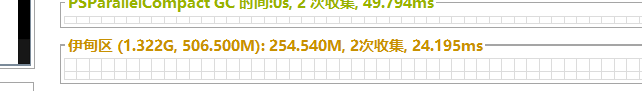 PSParallelCompact GC 时间:0s, 2 次收集, 49.794ms
伊甸区 (1.322G, 506.500M): 254.540M, 2次收集, 24.195ms